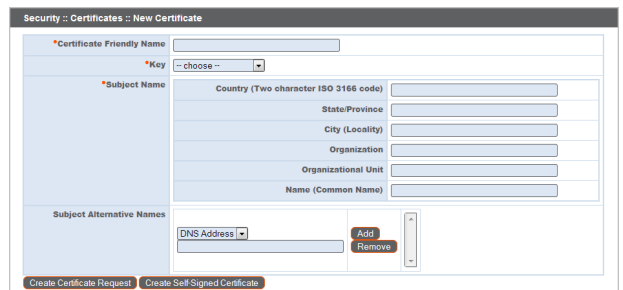 Security :: Certificates :: New Certificate
*Certificate Friendly Name
*Key -- choose --
*Subject Name
Country (Two character ISO 3166 code)
State/Province
City (Locality)
Organization
Organizational Unit
Name (Common Name)
Subject Alternative Names
DNS Address Add
Remove
Create Certificate Request Create Self-Signed Certificate